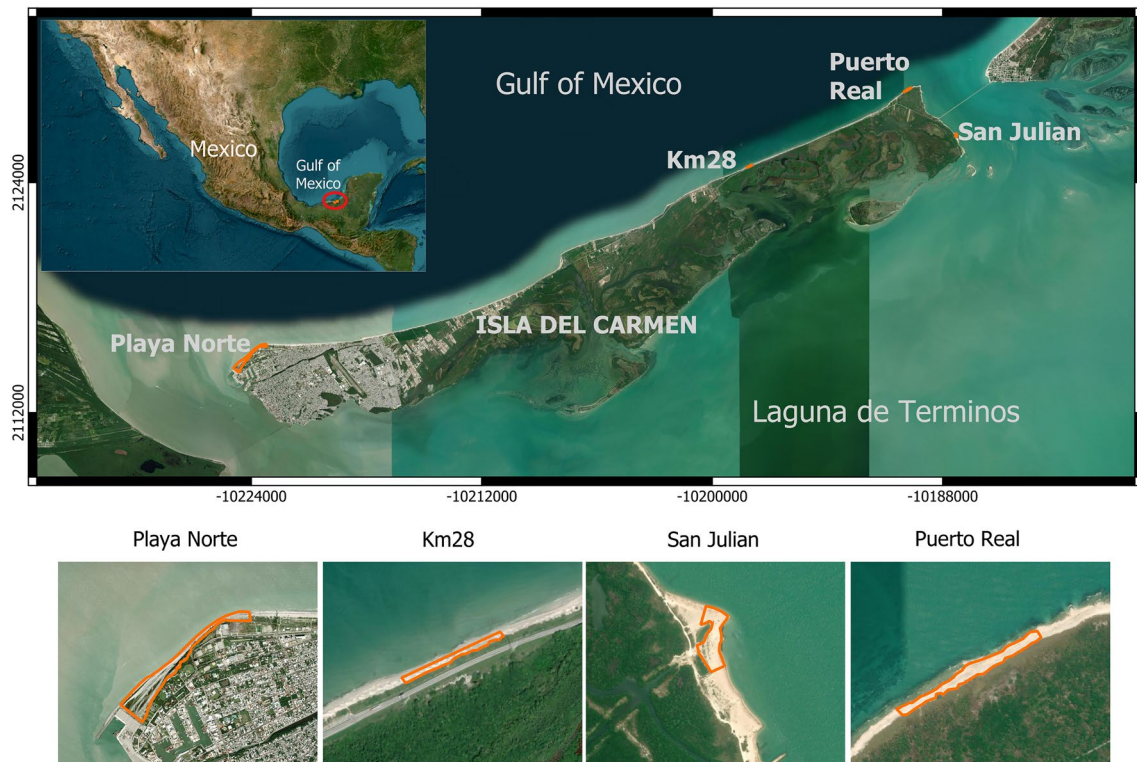 Gulf of Mexico
Puerto
Real
San Julian
Km28
Mexico
Gulf of
Mexico
ISLA DEL CARMEN
Playa Norte
Laguna de Terminos
2124000
2112000
-10224000
-10212000
-10200000
-10188000
Playa Norte
Km28
San Julian
Puerto Real